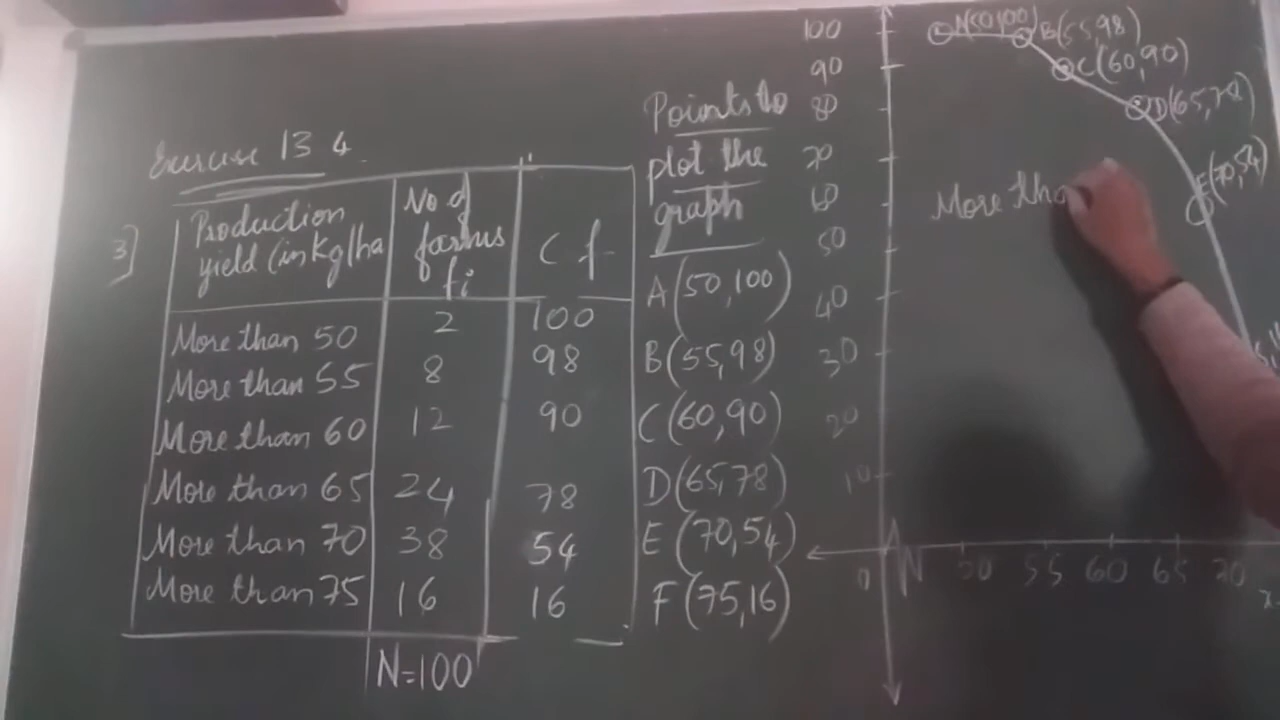 Exercise 13.4
3]
Production yield (in Kg/ha
No of farms fi
C f
More than 50 2 100
More than 55 8 98
More than 60 12 90
More than 65 24 78
More than 70 38 54
More than 75 16 16
N=100
Points to
plot the
graph
A(50,100)
B(55,98)
C(60,90)
D(65,78)
E(70,54)
F(75,16)
100
90
80
70
60
50
40
30
20
10
0
50 55 60 65 70
A(50,100)
B(55,98)
C(60,90)
D(65,78)
E(70,54)
More tha